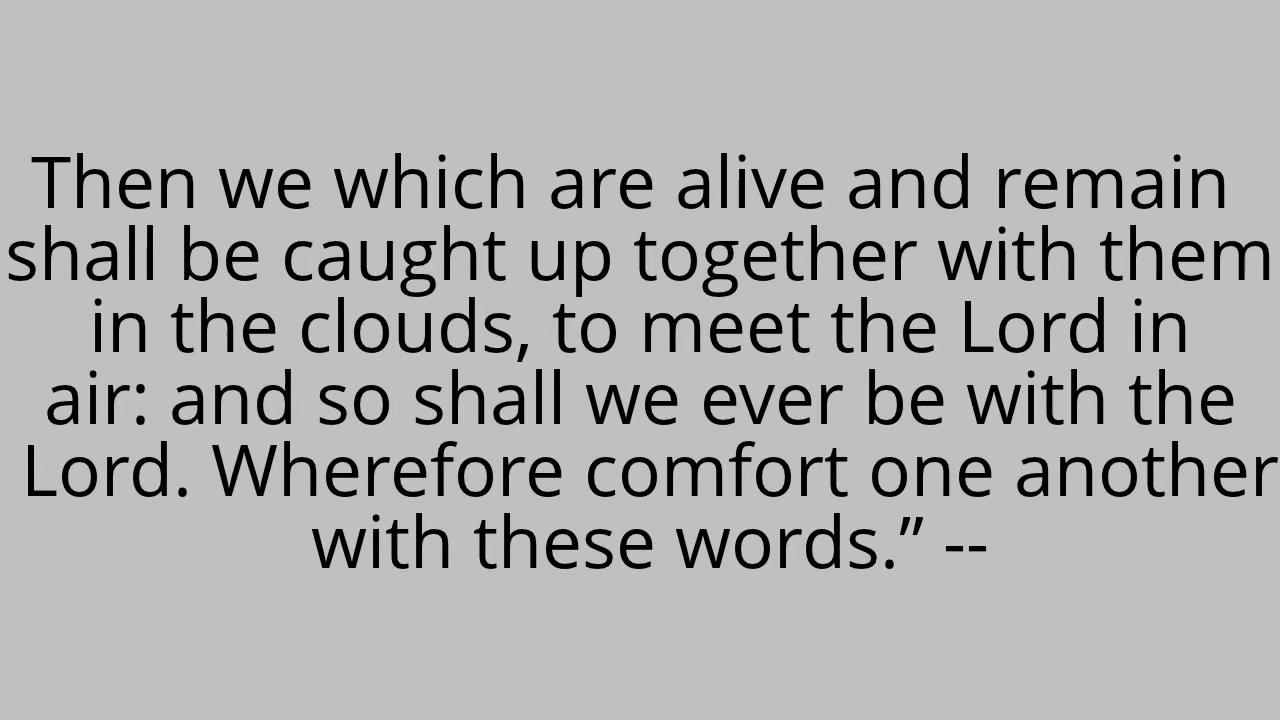 Then we which are alive and remain
shall be caught up together with them
in the clouds, to meet the Lord in
air: and so shall we ever be with the
Lord. Wherefore comfort one another
with these words.” --